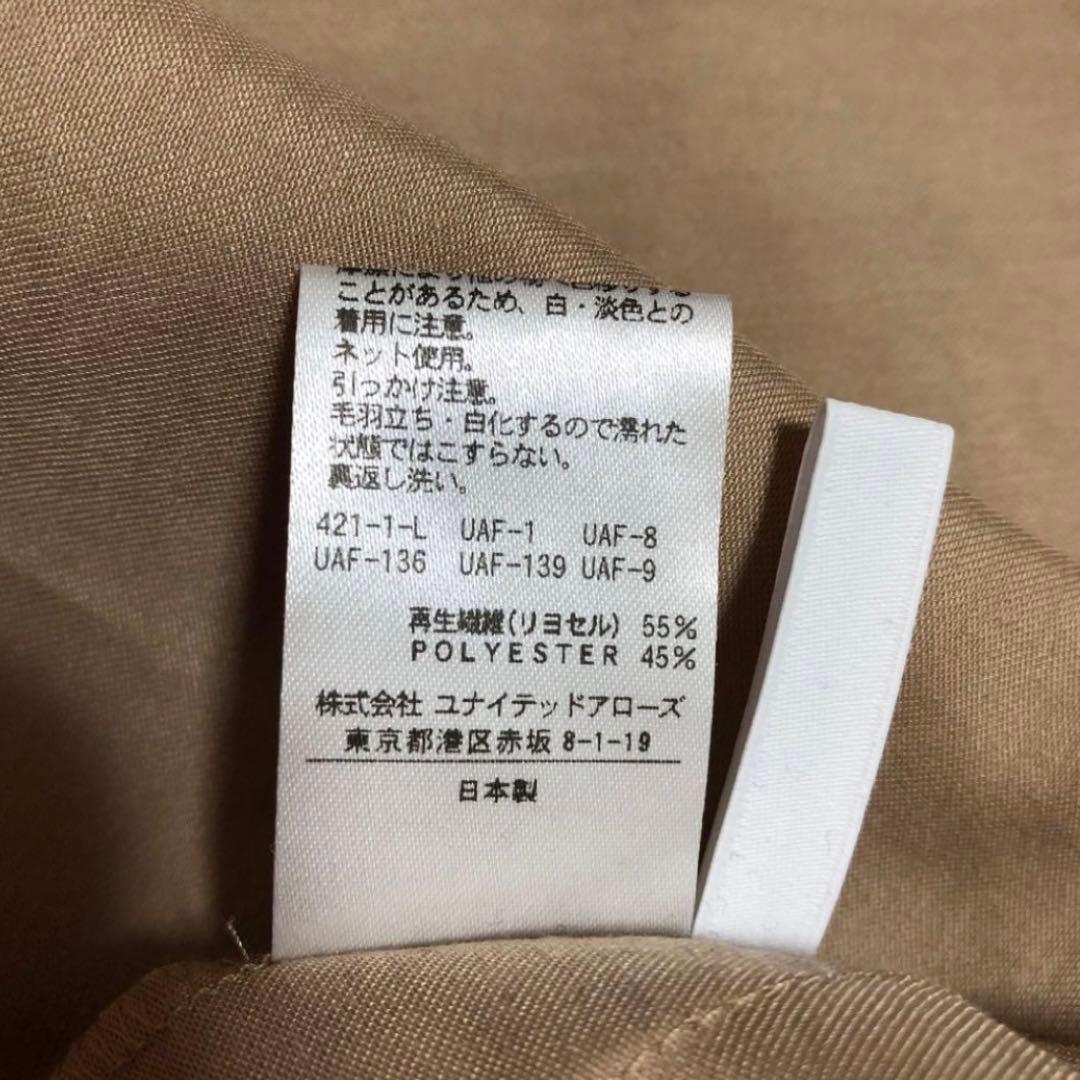 ことがあるため、白・淡色との
着用に注意。
ネット使用。
引っかけ注意。
毛羽立ち・白化するので濡れた
状態ではこすらない。
裏返し洗い。
421-1-L UAF-1 UAF-8
UAF-136 UAF-139 UAF-9
再生繊維(リヨセル) 55%
POLYESTER 45%
株式会社 ユナイテッドアローズ
東京都港区赤坂 8-1-19
日本製